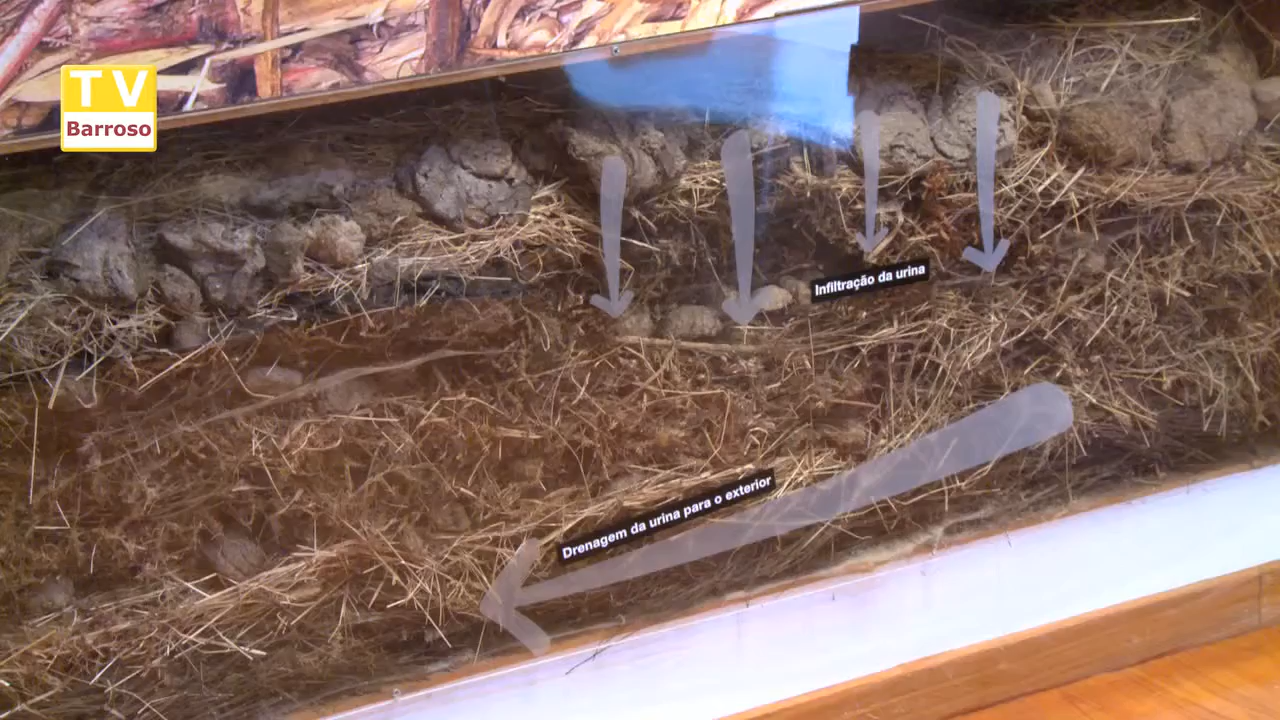 TV
Barroso
Infiltração da urina
Drenagem da urina para o exterior